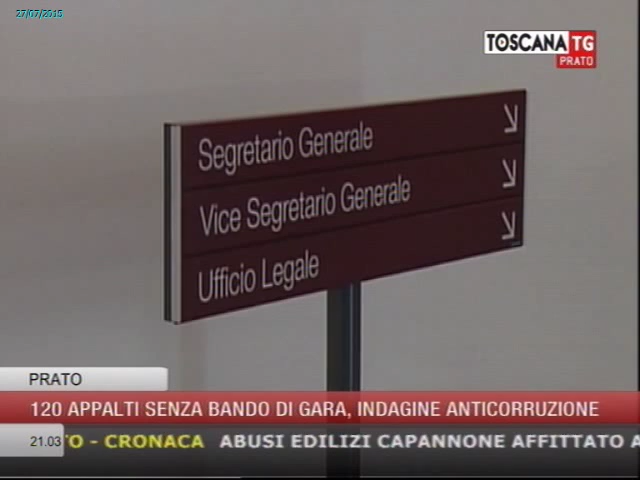 27/07/2015
TOSCANA TG
PRATO
Segretario Generale
Vice Segretario Generale
Ufficio Legale
PRATO
120 APPALTI SENZA BANDO DI GARA, INDAGINE ANTICORRUZIONE
21.03 TO - CRONACA ABUSI EDILIZI CAPANNONE AFFITTATO A